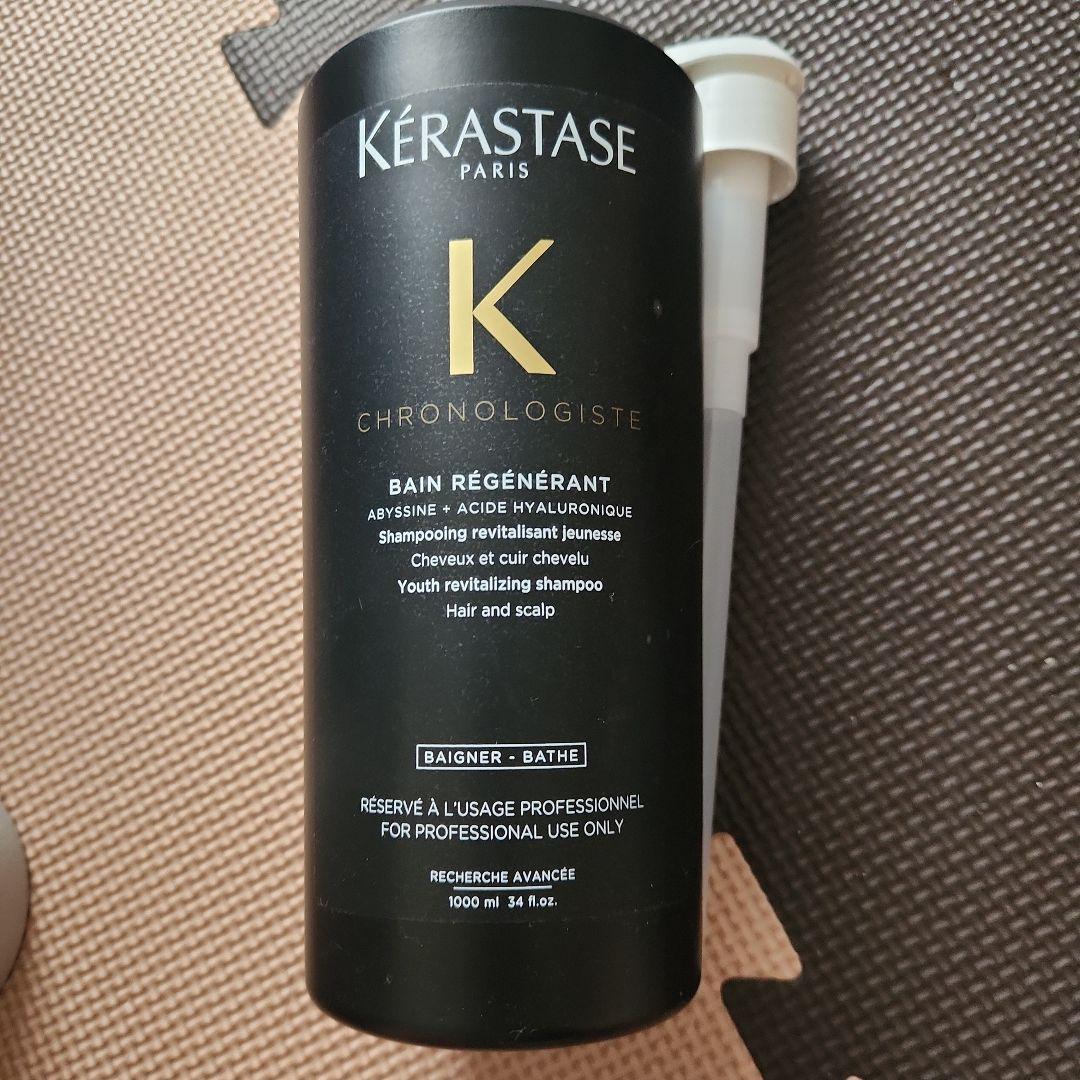 KÉRASTASE
PARIS
K
CHRONOLOGISTE
BAIN RÉGÉNÉRANT
ABYSSINE + ACIDE HYALURONIQUE
Shampooing revitalisant jeunesse
Cheveux et cuir chevelu
Youth revitalizing shampoo
Hair and scalp
BAIGNER - BATHE
RÉSERVÉ À L'USAGE PROFESSIONNEL
FOR PROFESSIONAL USE ONLY
RECHERCHE AVANCÉE
1000 ml 34 fl.oz.